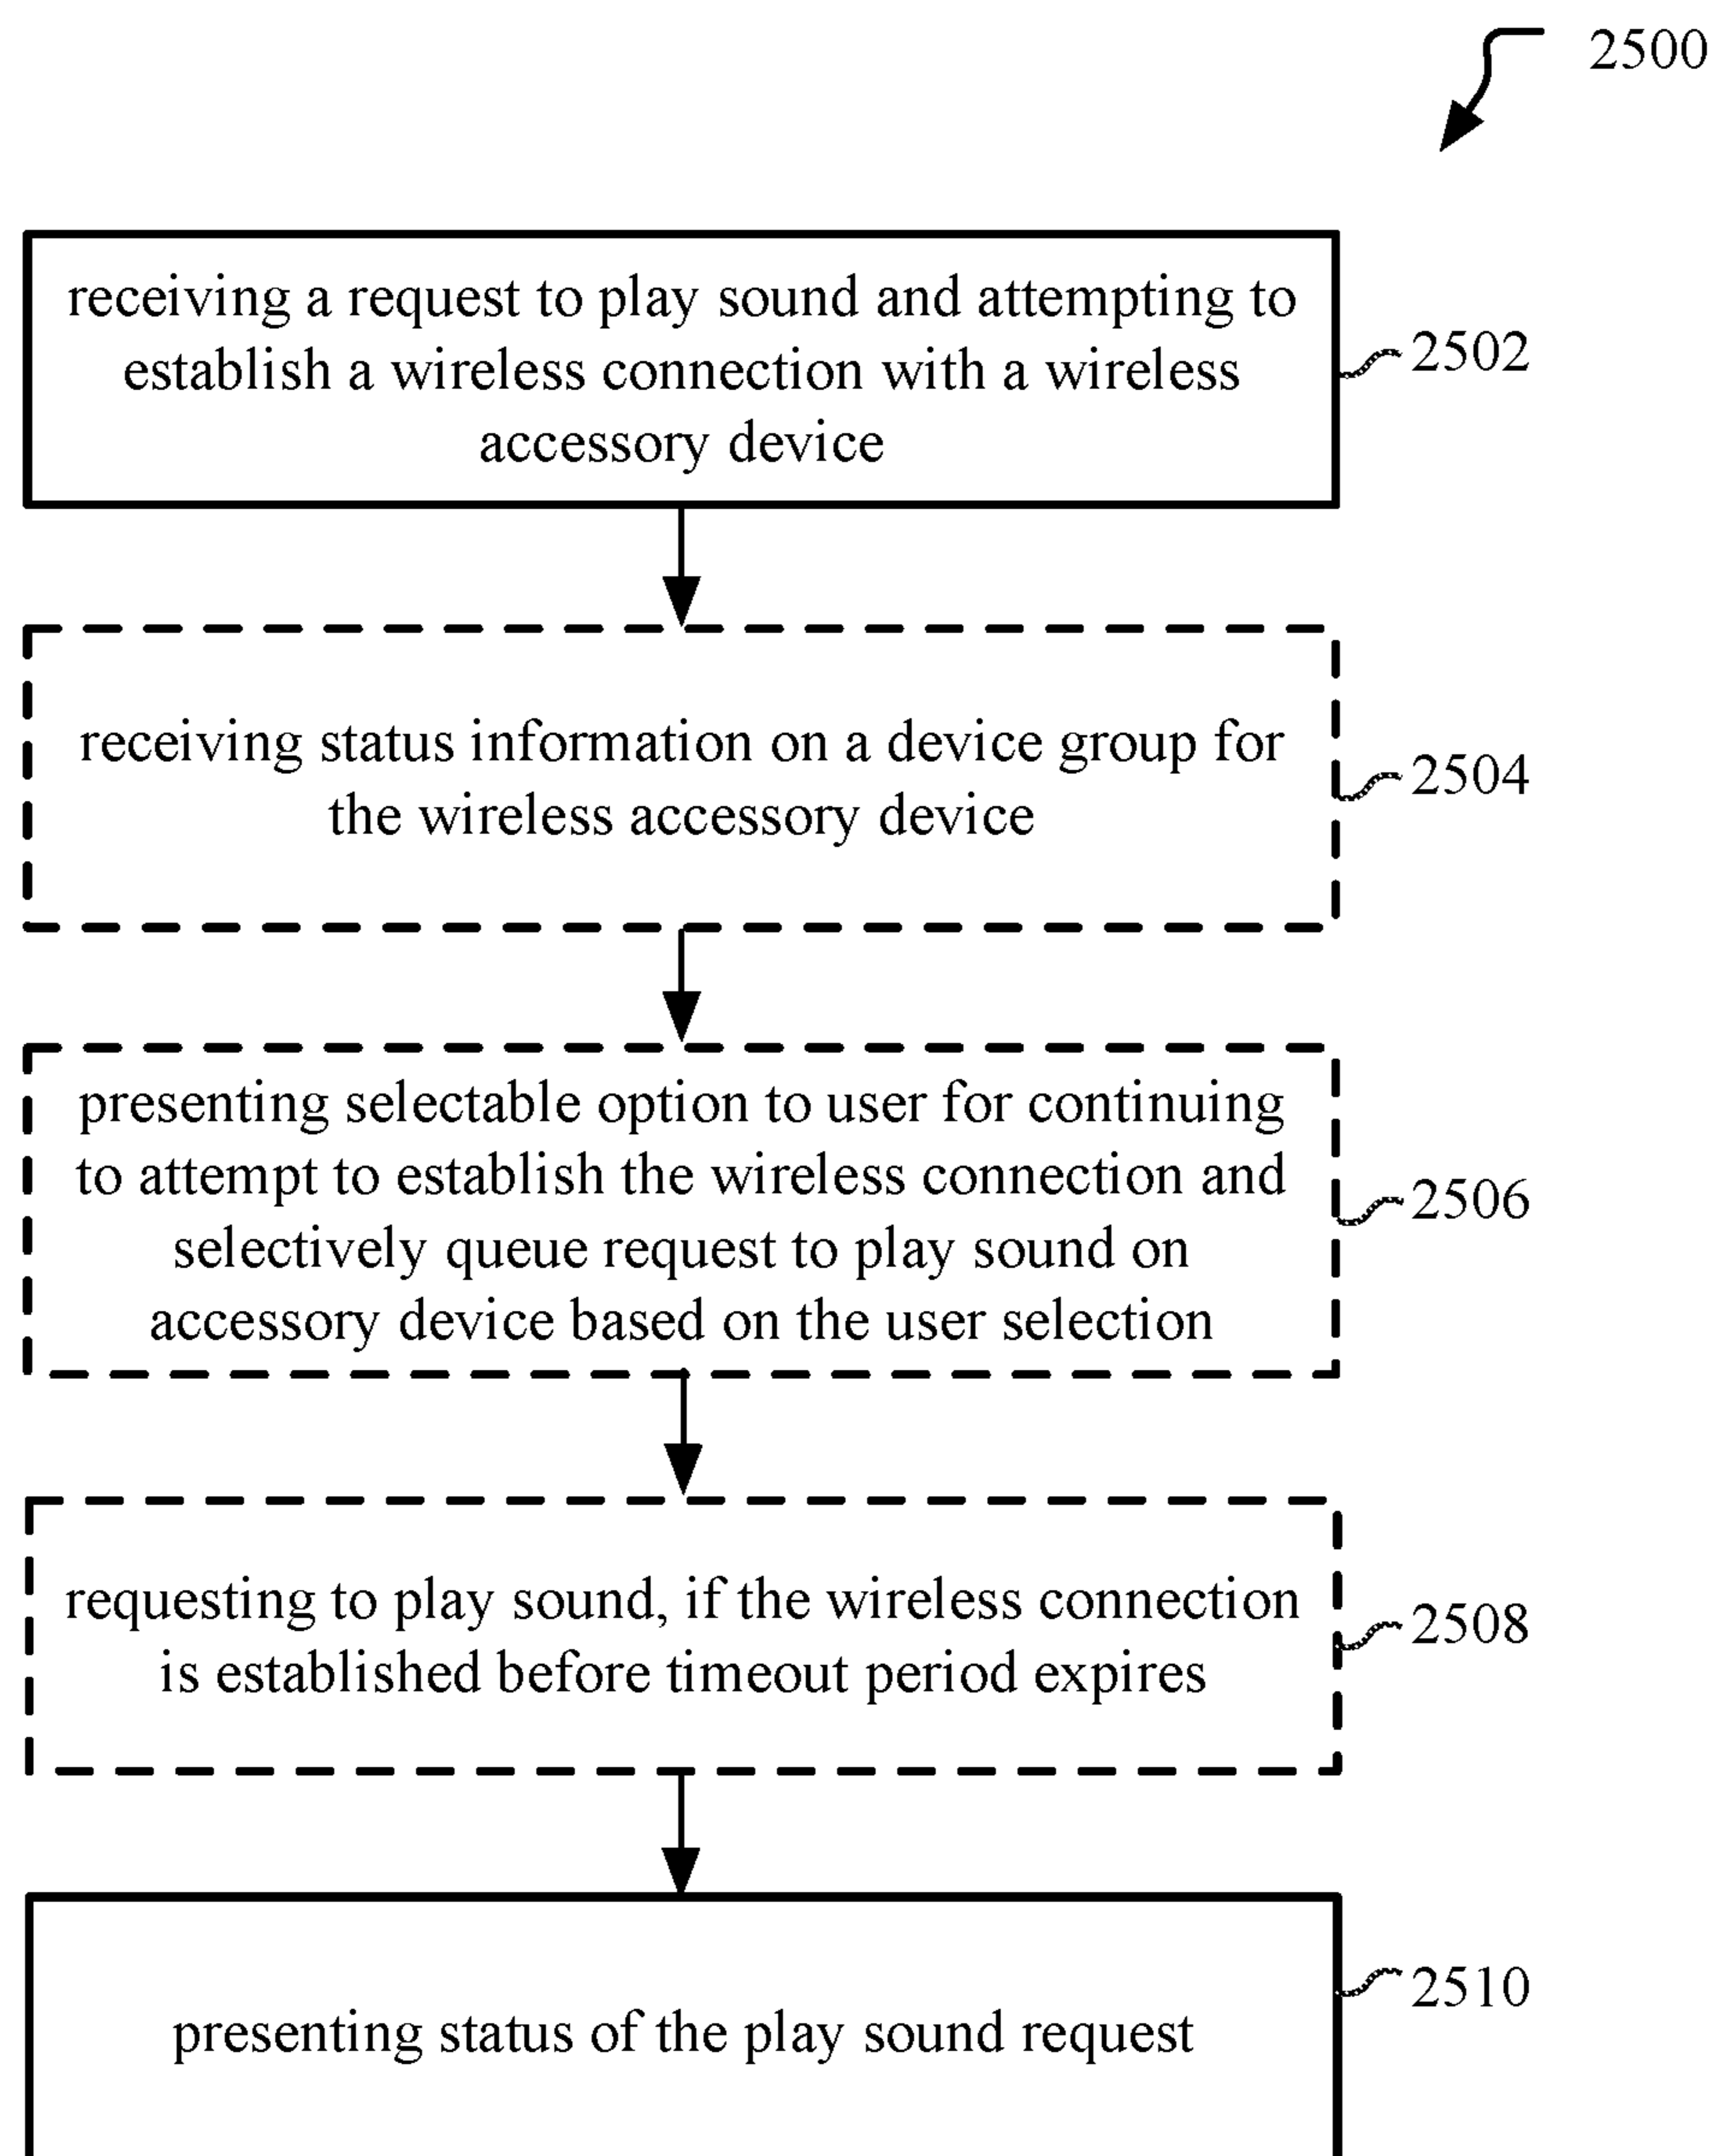 2500
receiving a request to play sound and attempting to
establish a wireless connection with a wireless
accessory device
2502
receiving status information on a device group for
the wireless accessory device
2504
presenting selectable option to user for continuing
to attempt to establish the wireless connection and
selectively queue request to play sound on
accessory device based on the user selection
2506
requesting to play sound, if the wireless connection
is established before timeout period expires
2508
presenting status of the play sound request
2510